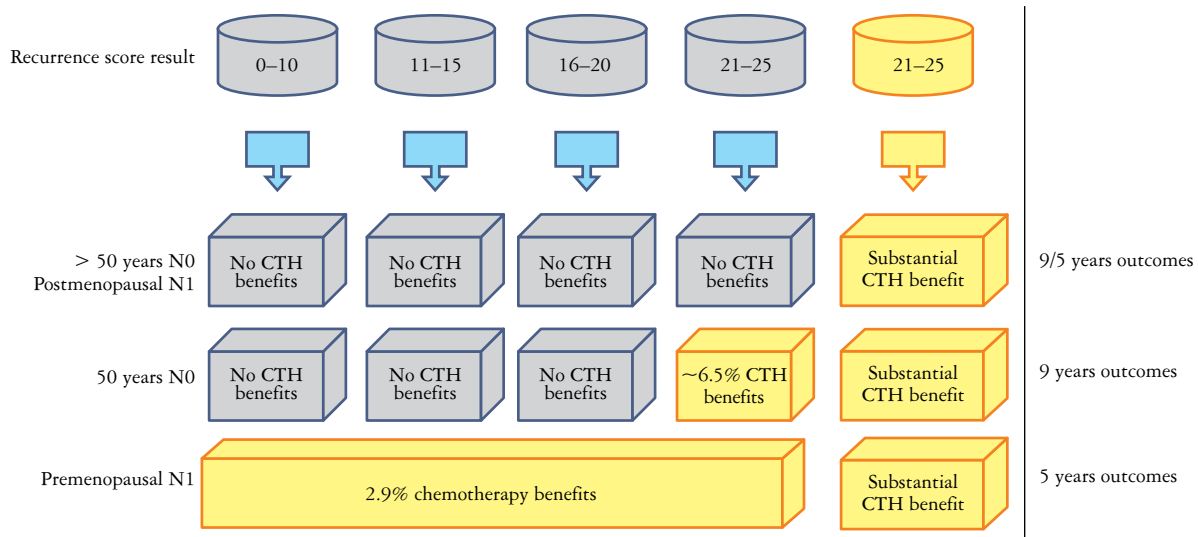 Recurrence score result
0–10
11–15
16–20
21–25
21–25
> 50 years N0
Postmenopausal N1
No CTH
benefits
No CTH
benefits
No CTH
benefits
No CTH
benefits
Substantial
CTH benefit
9/5 years outcomes
50 years N0
No CTH
benefits
No CTH
benefits
No CTH
benefits
~6.5% CTH
benefits
Substantial
CTH benefit
9 years outcomes
Premenopausal N1
2.9% chemotherapy benefits
Substantial
CTH benefit
5 years outcomes